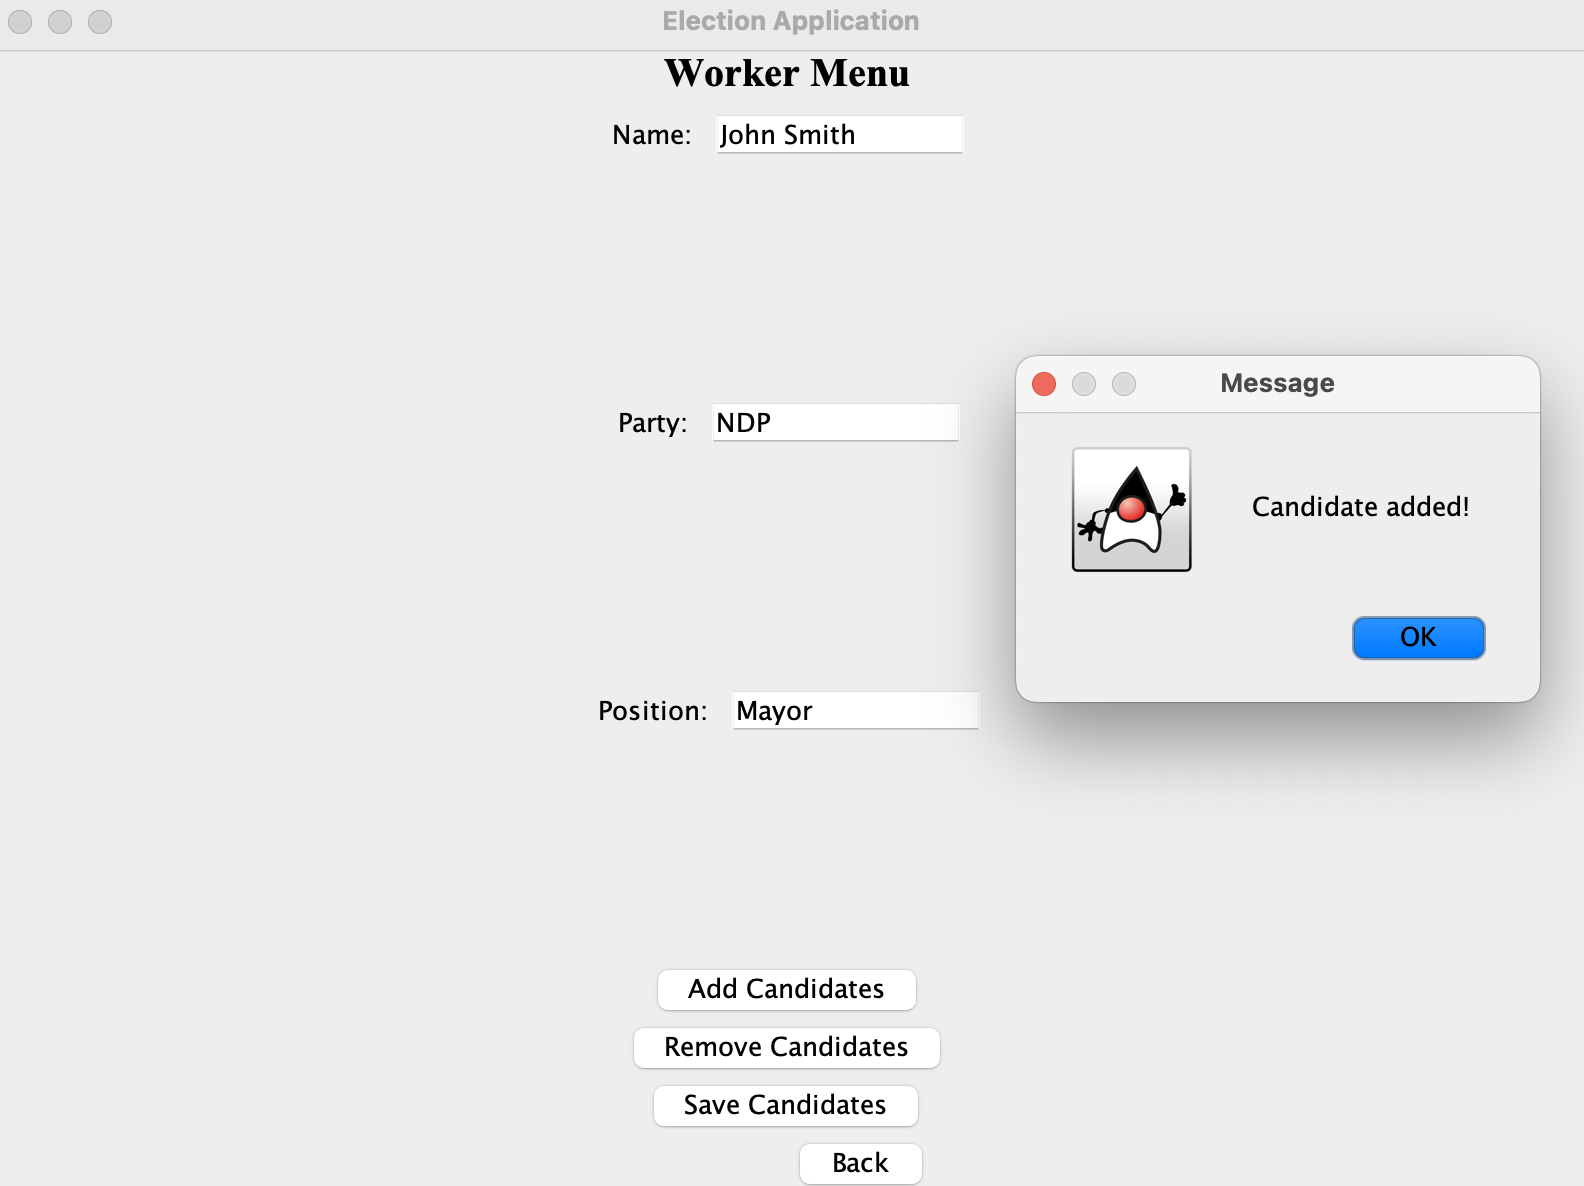 Election Application
Worker Menu
Name: John Smith
Message
Party: NDP
Candidate added!
OK
Position: Mayor
Add Candidates
Remove Candidates
Save Candidates
Back